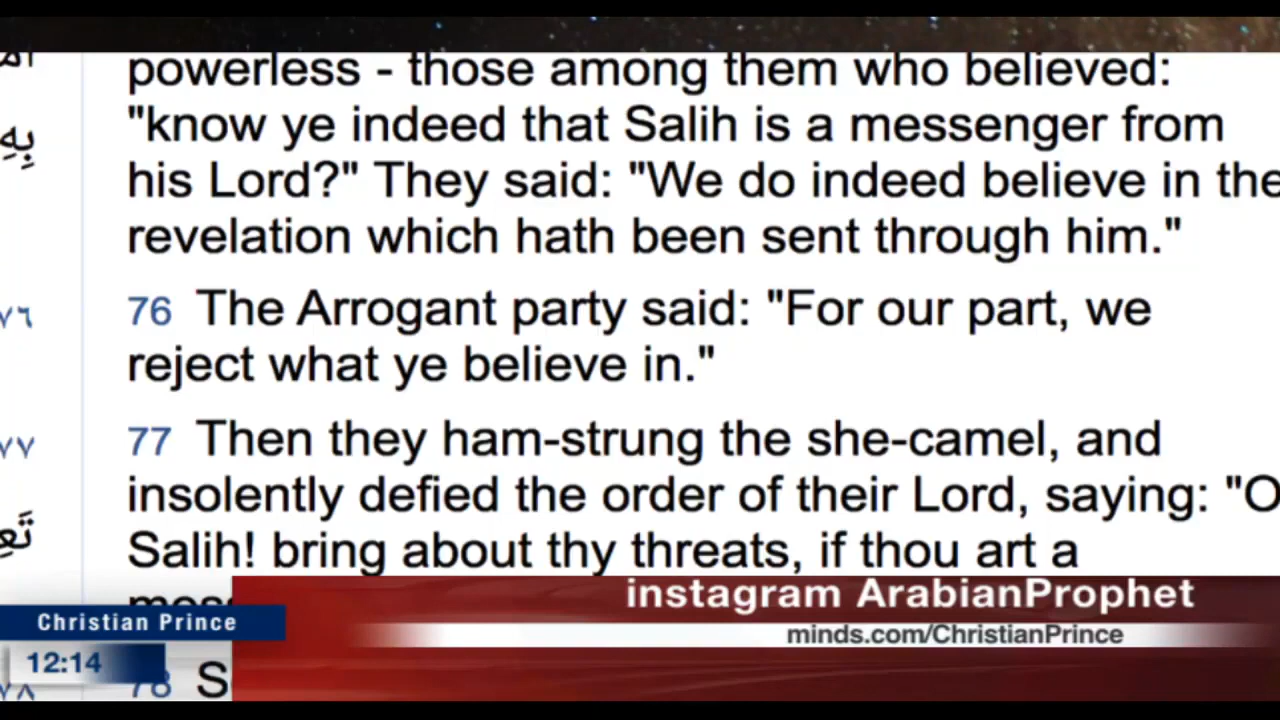 powerless - those among them who believed:
"know ye indeed that Salih is a messenger from
بِهِ
his Lord?" They said: "We do indeed believe in the
revelation which hath been sent through him."
٧٦
76 The Arrogant party said: "For our part, we
reject what ye believe in."
٧٧
77 Then they ham-strung the she-camel, and
insolently defied the order of their Lord, saying: "O
Salih! bring about thy threats, if thou art a
instagram ArabianProphet
Christian Prince
minds.com/ChristianPrince
12:14
٧٨
78 S